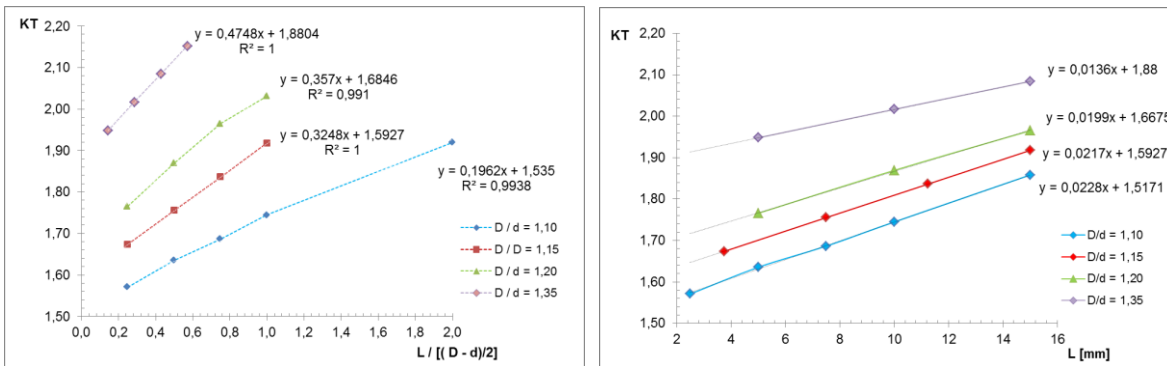 KT
2,20
2,10
2,00
1,90
1,80
1,70
1,60
1,50
0,0 0,2 0,4 0,6 0,8 1,0 1,2 1,4 1,6 1,8 2,0
L / [( D - d)/2]
y = 0,4748x + 1,8804
R² = 1
y = 0,357x + 1,6846
R² = 0,991
y = 0,3248x + 1,5927
R² = 1
y = 0,1962x + 1,535
R² = 0,9938
D / d = 1,10
D / D = 1,15
D / d = 1,20
D / d = 1,35
KT
2,20
2,10
2,00
1,90
1,80
1,70
1,60
1,50
2 4 6 8 10 12 14 16
L [mm]
y = 0,0136x + 1,88
y = 0,0199x + 1,6675
y = 0,0217x + 1,5927
y = 0,0228x + 1,5171
D/d = 1,10
D/d = 1,15
D/d = 1,20
D/d = 1,35